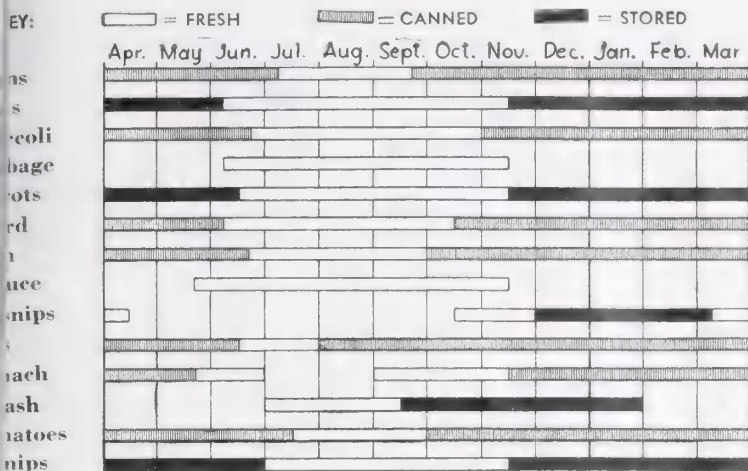 EY: = FRESH = CANNED = STORED
Apr. May Jun. Jul. Aug. Sept. Oct. Nov. Dec. Jan. Feb. Mar
ns
s
coli
bage
ots
rd
n
uce
snips
s
ach
ash
atoes
nips